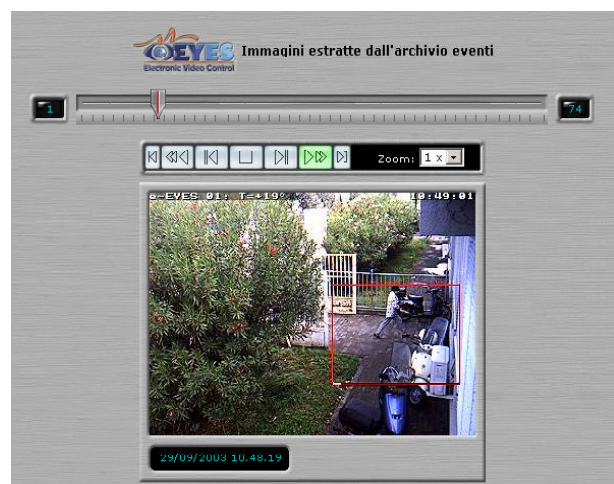 EYES
Electronic Video Control
Immagini estratte dall'archivio eventi
1
74
Zoom: 1 x
e-EYES 01: T=+19° 10:49:01
29/09/2003 10.48.19